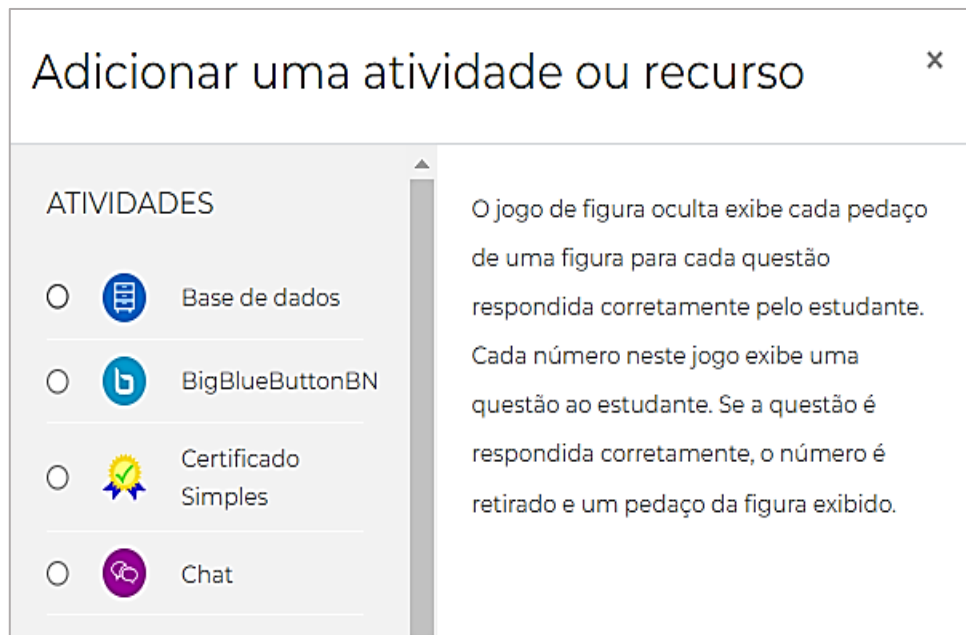 Adicionar uma atividade ou recurso ×
ATIVIDADES
Base de dados
BigBlueButtonBN
Certificado
Simples
Chat
O jogo de figura oculta exibe cada pedaço
de uma figura para cada questão
respondida corretamente pelo estudante.
Cada número neste jogo exibe uma
questão ao estudante. Se a questão é
respondida corretamente, o número é
retirado e um pedaço da figura exibido.